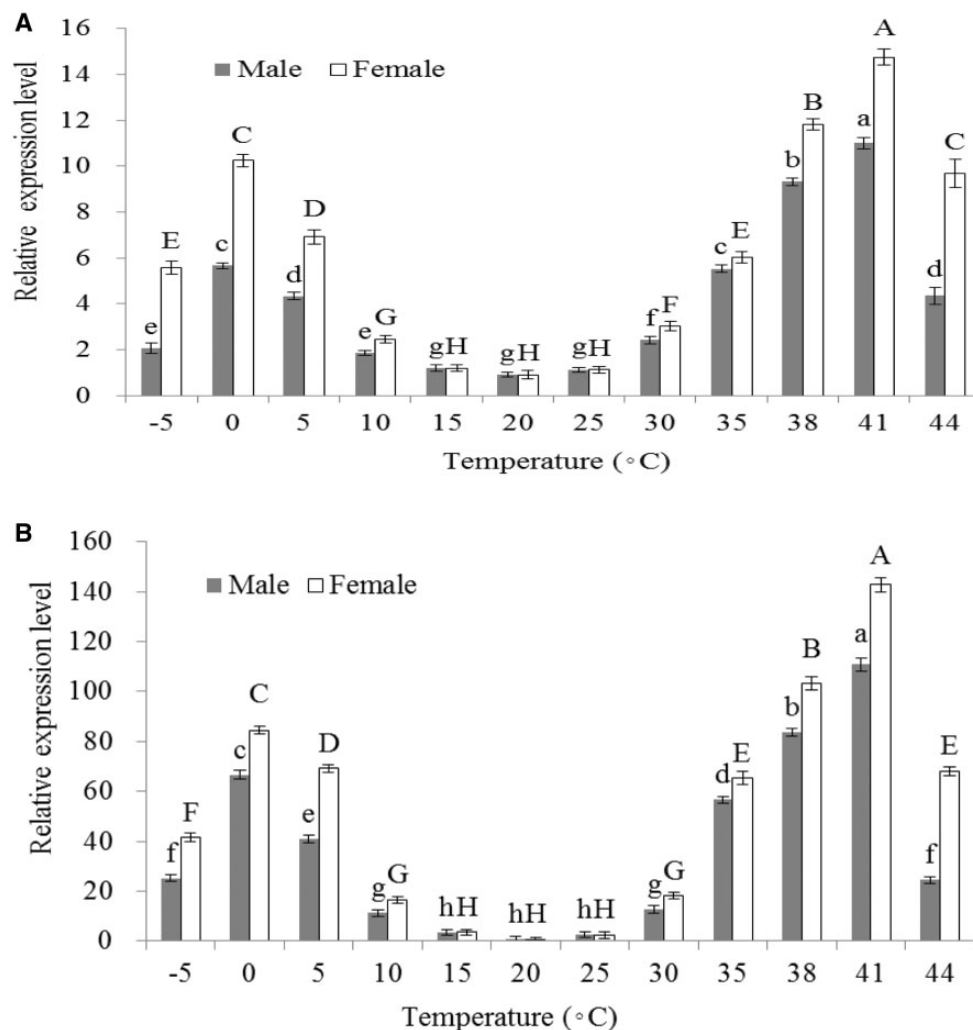 A
16
14
12
10
8
6
4
2
0
Relative expression level
Male Female
e E c C d D e G gH gH gH f F c E b B a A d C
-5 0 5 10 15 20 25 30 35 38 41 44
Temperature (°C)
B
160
140
120
100
80
60
40
20
0
Relative expression level
Male Female
f F c C e D g G hH hH hH g G d E b B a A f E
-5 0 5 10 15 20 25 30 35 38 41 44
Temperature (°C)